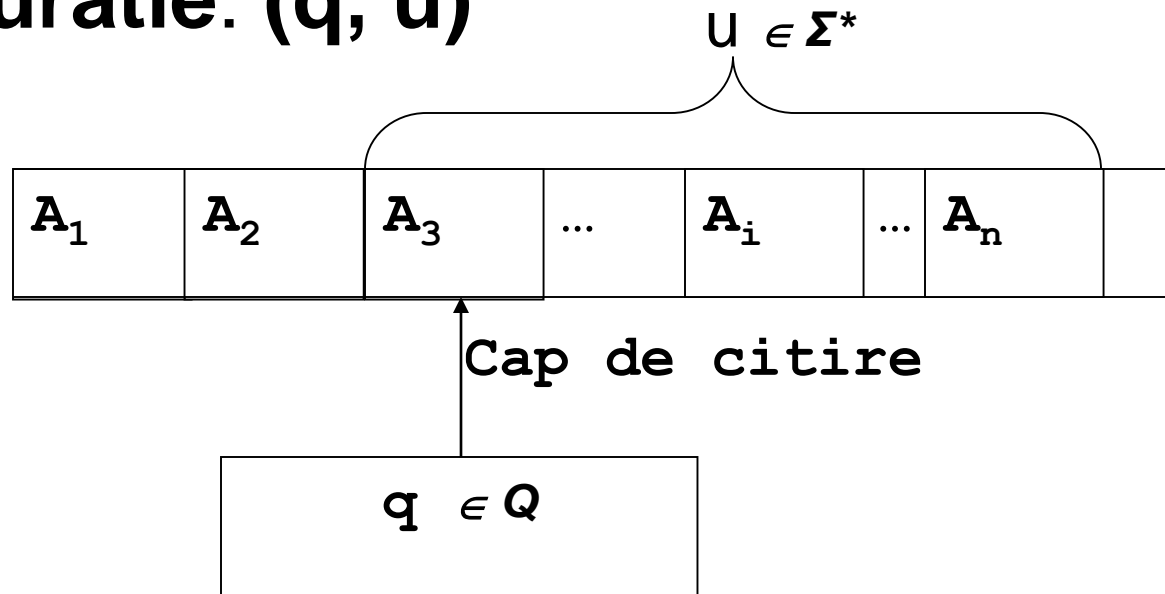 uratie: (q, u)
u ∈ Σ*
A₁ A₂ A₃ ... Aᵢ ... Aₙ
Cap de citire
q ∈ Q